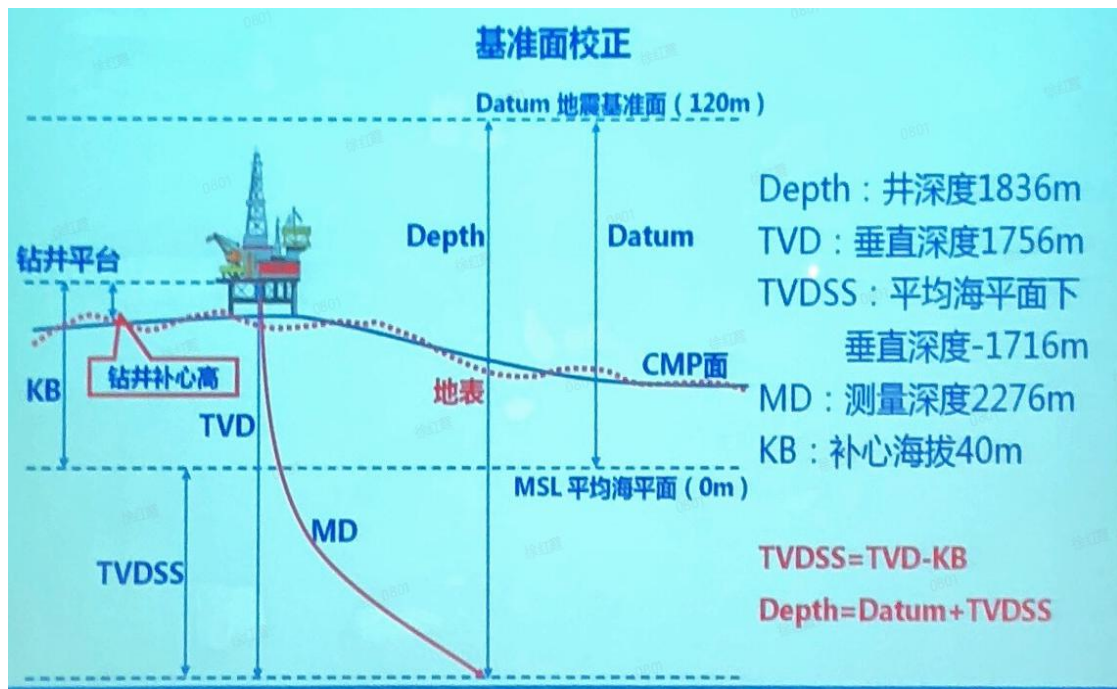 基准面校正
Datum 地震基准面（120m）
Depth
Datum
钻井平台
钻井补心高
KB
TVD
地表
CMP面
MSL 平均海平面（0m）
MD
TVDSS
Depth：井深度1836m
TVD：垂直深度1756m
TVDSS：平均海平面下
垂直深度-1716m
MD：测量深度2276m
KB：补心海拔40m
TVDSS=TVD-KB
Depth=Datum+TVDSS
0801